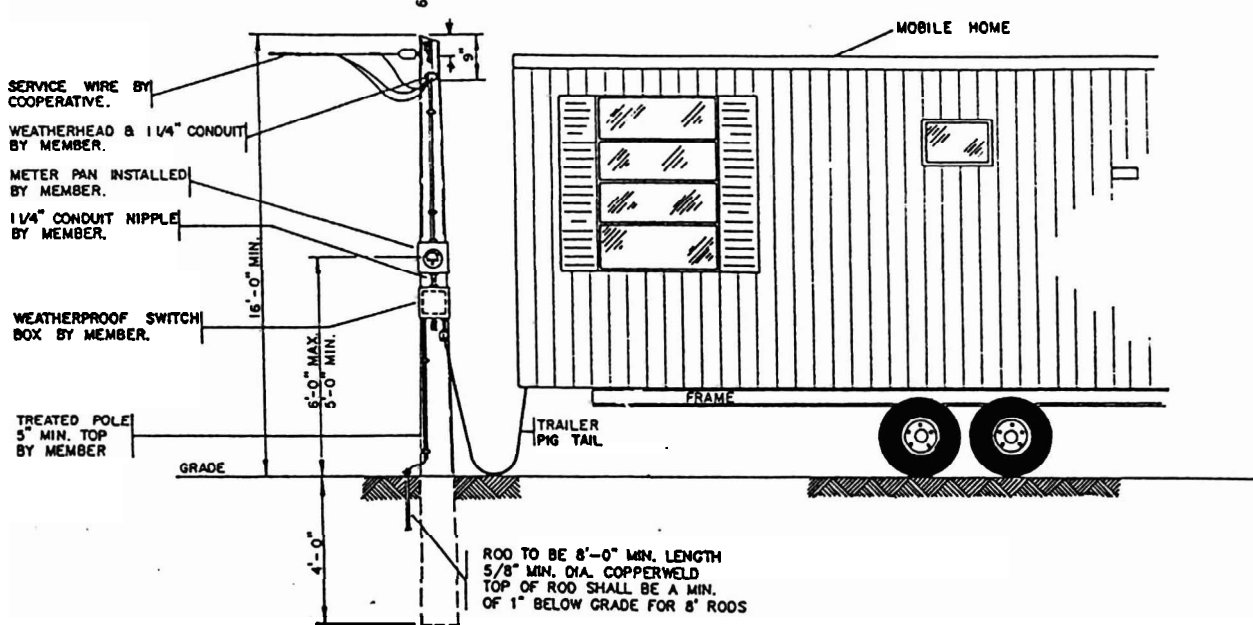 6
MOBILE HOME
9"
SERVICE WIRE BY
COOPERATIVE.
WEATHERHEAD & 1 1/4" CONDUIT
BY MEMBER.
METER PAN INSTALLED
BY MEMBER.
1 1/4" CONDUIT NIPPLE
BY MEMBER.
16'-0" MIN.
WEATHERPROOF SWITCH
BOX BY MEMBER.
6'-0" MAX.
5'-0" MIN.
FRAME
TREATED POLE
5" MIN. TOP
BY MEMBER
TRAILER
PIG TAIL
GRADE
4'-0"
ROD TO BE 8'-0" MIN. LENGTH
5/8" MIN. DIA. COPPERWELD
TOP OF ROD SHALL BE A MIN.
OF 1" BELOW GRADE FOR 8' RODS